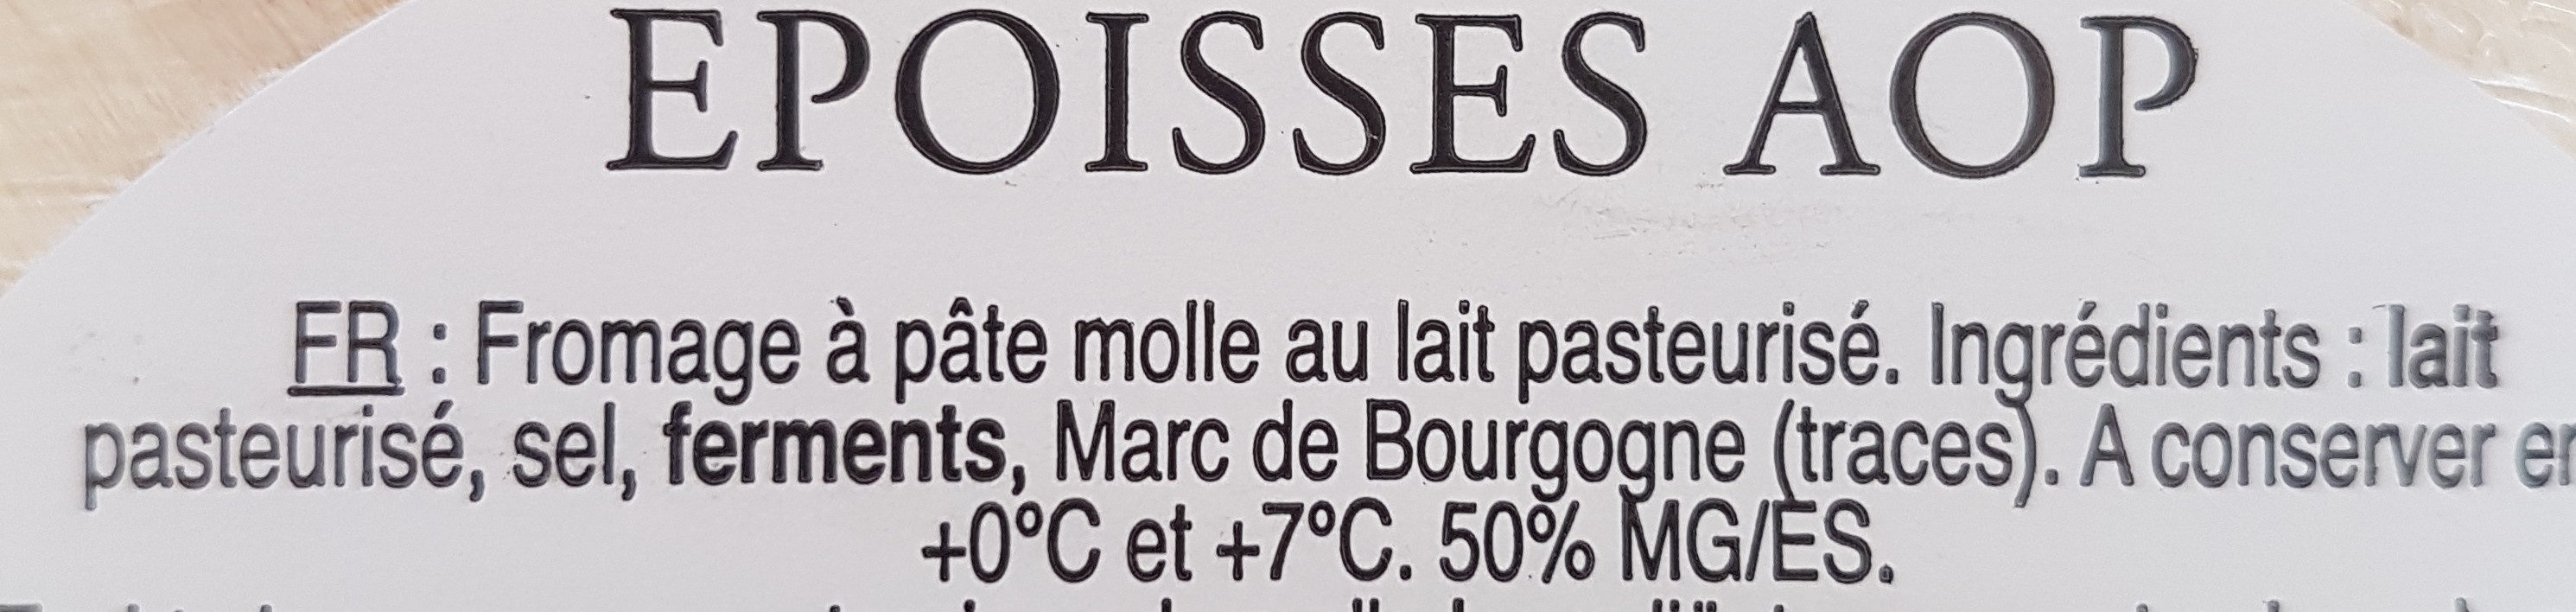 EPOISSES AOP
FR : Fromage à pâte molle au lait pasteurisé. Ingrédients : lait
pasteurisé, sel, ferments, Marc de Bourgogne (traces). A conserver
+0°C et +7°C. 50% MG/ES.